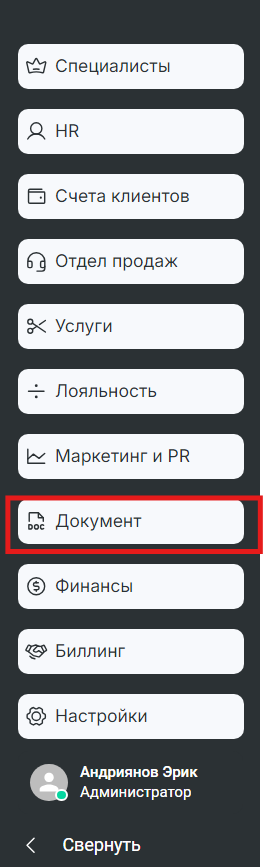 Специалисты
HR
Счета клиентов
Отдел продаж
Услуги
Лояльность
Маркетинг и PR
DOC Документ
Финансы
Биллинг
Настройки
Андриянов Эрик
Администратор
Свернуть